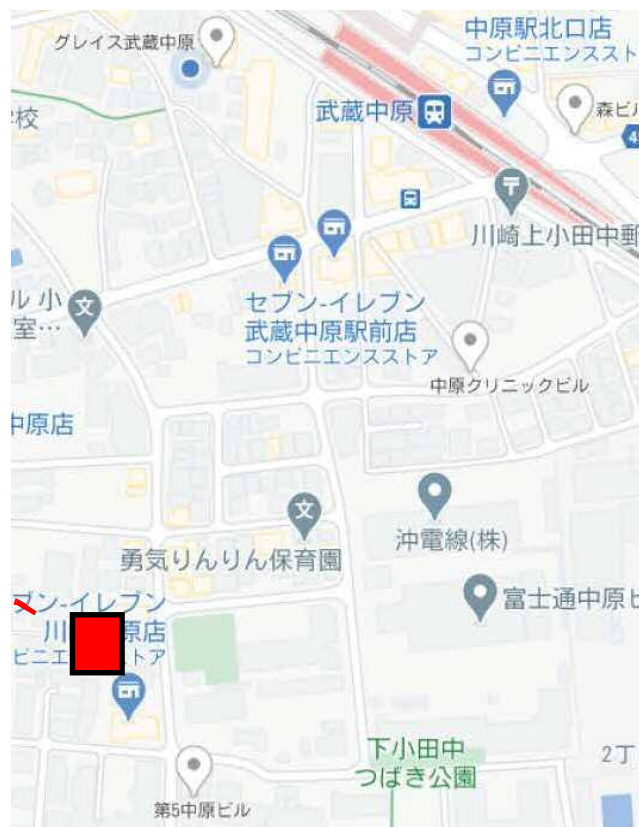 グレイス武蔵中原
中原駅北口店
コンビニエンススト
武蔵中原
森ビル
学校
川崎上小田中郵
ル 小
室…
セブン-イレブン
武蔵中原駅前店
コンビニエンスストア
中原クリニックビル
中原店
沖電線(株)
勇気りんりん保育園
富士通中原ビ
ブン-イレブン
川
原店
ビニエ
トア
下小田中
つばき公園
2丁
第5中原ビル